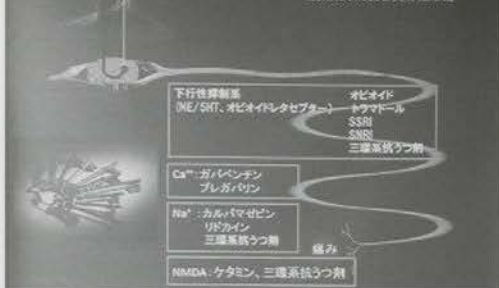 下行性抑制系
(NE/5HT、オピオイドレセプター)
オピオイド
トラマドール
SSRI
SNRI
三環系抗うつ剤
Ca⁺⁺:ガバペンチン
プレガバリン
Na⁺:カルバマゼピン
リドカイン
三環系抗うつ剤
痛み
NMDA:ケタミン、三環系抗うつ剤